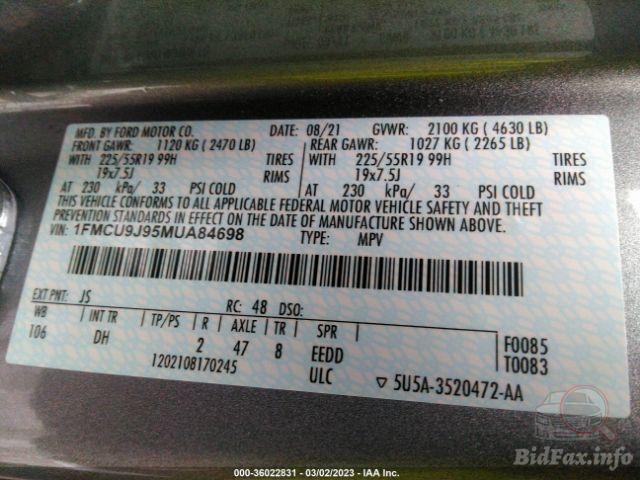 MFD. BY FORD MOTOR CO. DATE: 08/21 GVWR: 2100 KG ( 4630 LB)
FRONT GAWR: 1120 KG ( 2470 LB) REAR GAWR: 1027 KG ( 2265 LB)
WITH 225/55R19 99H TIRES WITH 225/55R19 99H TIRES
19x7.5J RIMS 19x7.5J RIMS
AT 230 kPa/ 33 PSI COLD AT 230 kPa/ 33 PSI COLD
THIS VEHICLE CONFORMS TO ALL APPLICABLE FEDERAL MOTOR VEHICLE SAFETY AND THEFT
PREVENTION STANDARDS IN EFFECT ON THE DATE OF MANUFACTURE SHOWN ABOVE.
VIN: 1FMCU9J95MUA84698 TYPE: MPV
EXT PNT: JS RC: 48 DSO:
WB INT TR TP/PS R AXLE TR SPR F0085
106 DH 2 47 8 EEDD T0083
1202108170245 ULC ▽ 5U5A-3520472-AA
BidFax.info
000-36022831 - 03/02/2023 - IAA Inc.